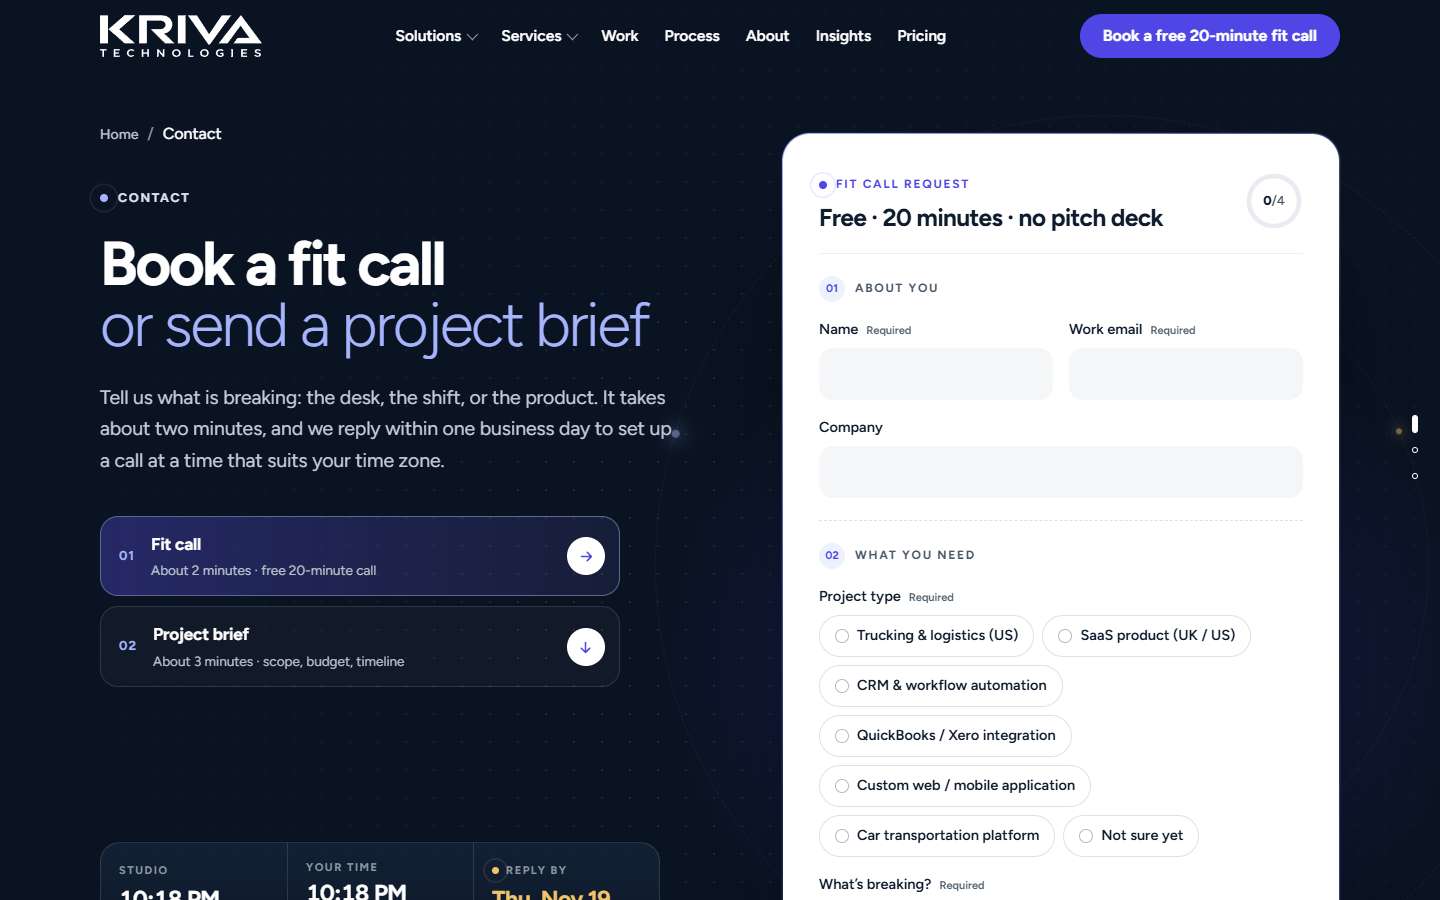 KRIVA
TECHNOLOGIES
Solutions
Services
Work
Process
About
Insights
Pricing
Book a free 20-minute fit call
Home / Contact
CONTACT
Book a fit call
or send a project brief
Tell us what is breaking: the desk, the shift, or the product. It takes
about two minutes, and we reply within one business day to set up
a call at a time that suits your time zone.
01
Fit call
About 2 minutes · free 20-minute call
02
Project brief
About 3 minutes · scope, budget, timeline
STUDIO
10:18 PM
YOUR TIME
10:18 PM
REPLY BY
Thu, Nov 19
FIT CALL REQUEST
Free · 20 minutes · no pitch deck
0/4
01 ABOUT YOU
Name Required
Work email Required
Company
02 WHAT YOU NEED
Project type Required
Trucking & logistics (US)
SaaS product (UK / US)
CRM & workflow automation
QuickBooks / Xero integration
Custom web / mobile application
Car transportation platform
Not sure yet
What's breaking? Required